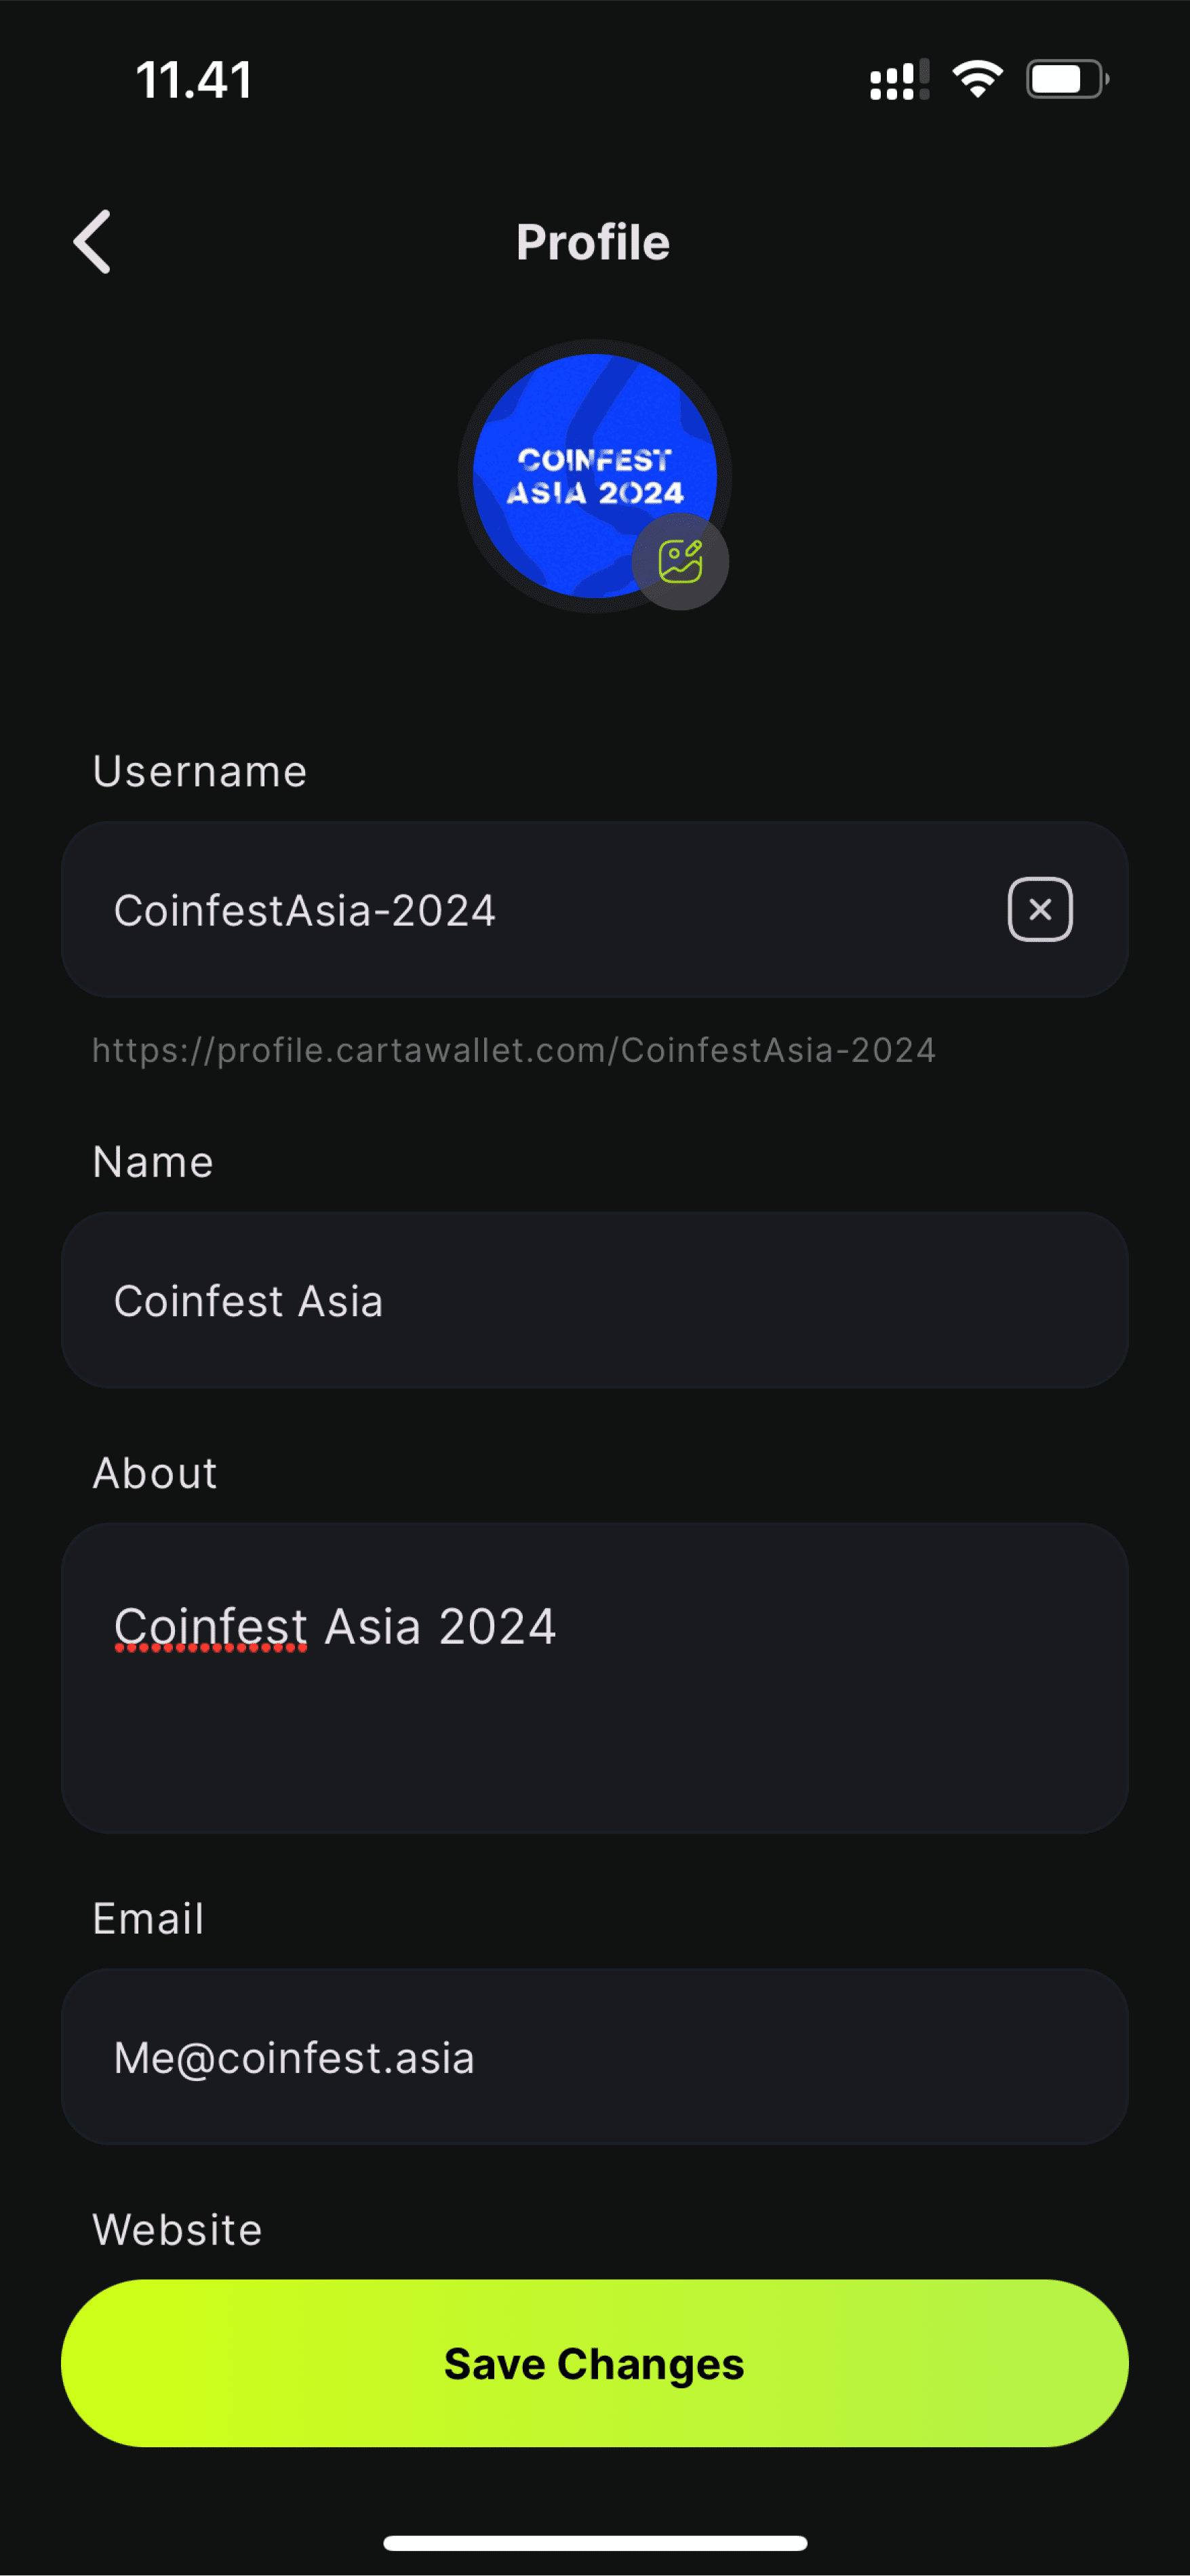 11.41
Profile
COINFEST
ASIA 2024
Username
CoinfestAsia-2024
https://profile.cartawallet.com/CoinfestAsia-2024
Name
Coinfest Asia
About
Coinfest Asia 2024
Email
Me@coinfest.asia
Website
Save Changes